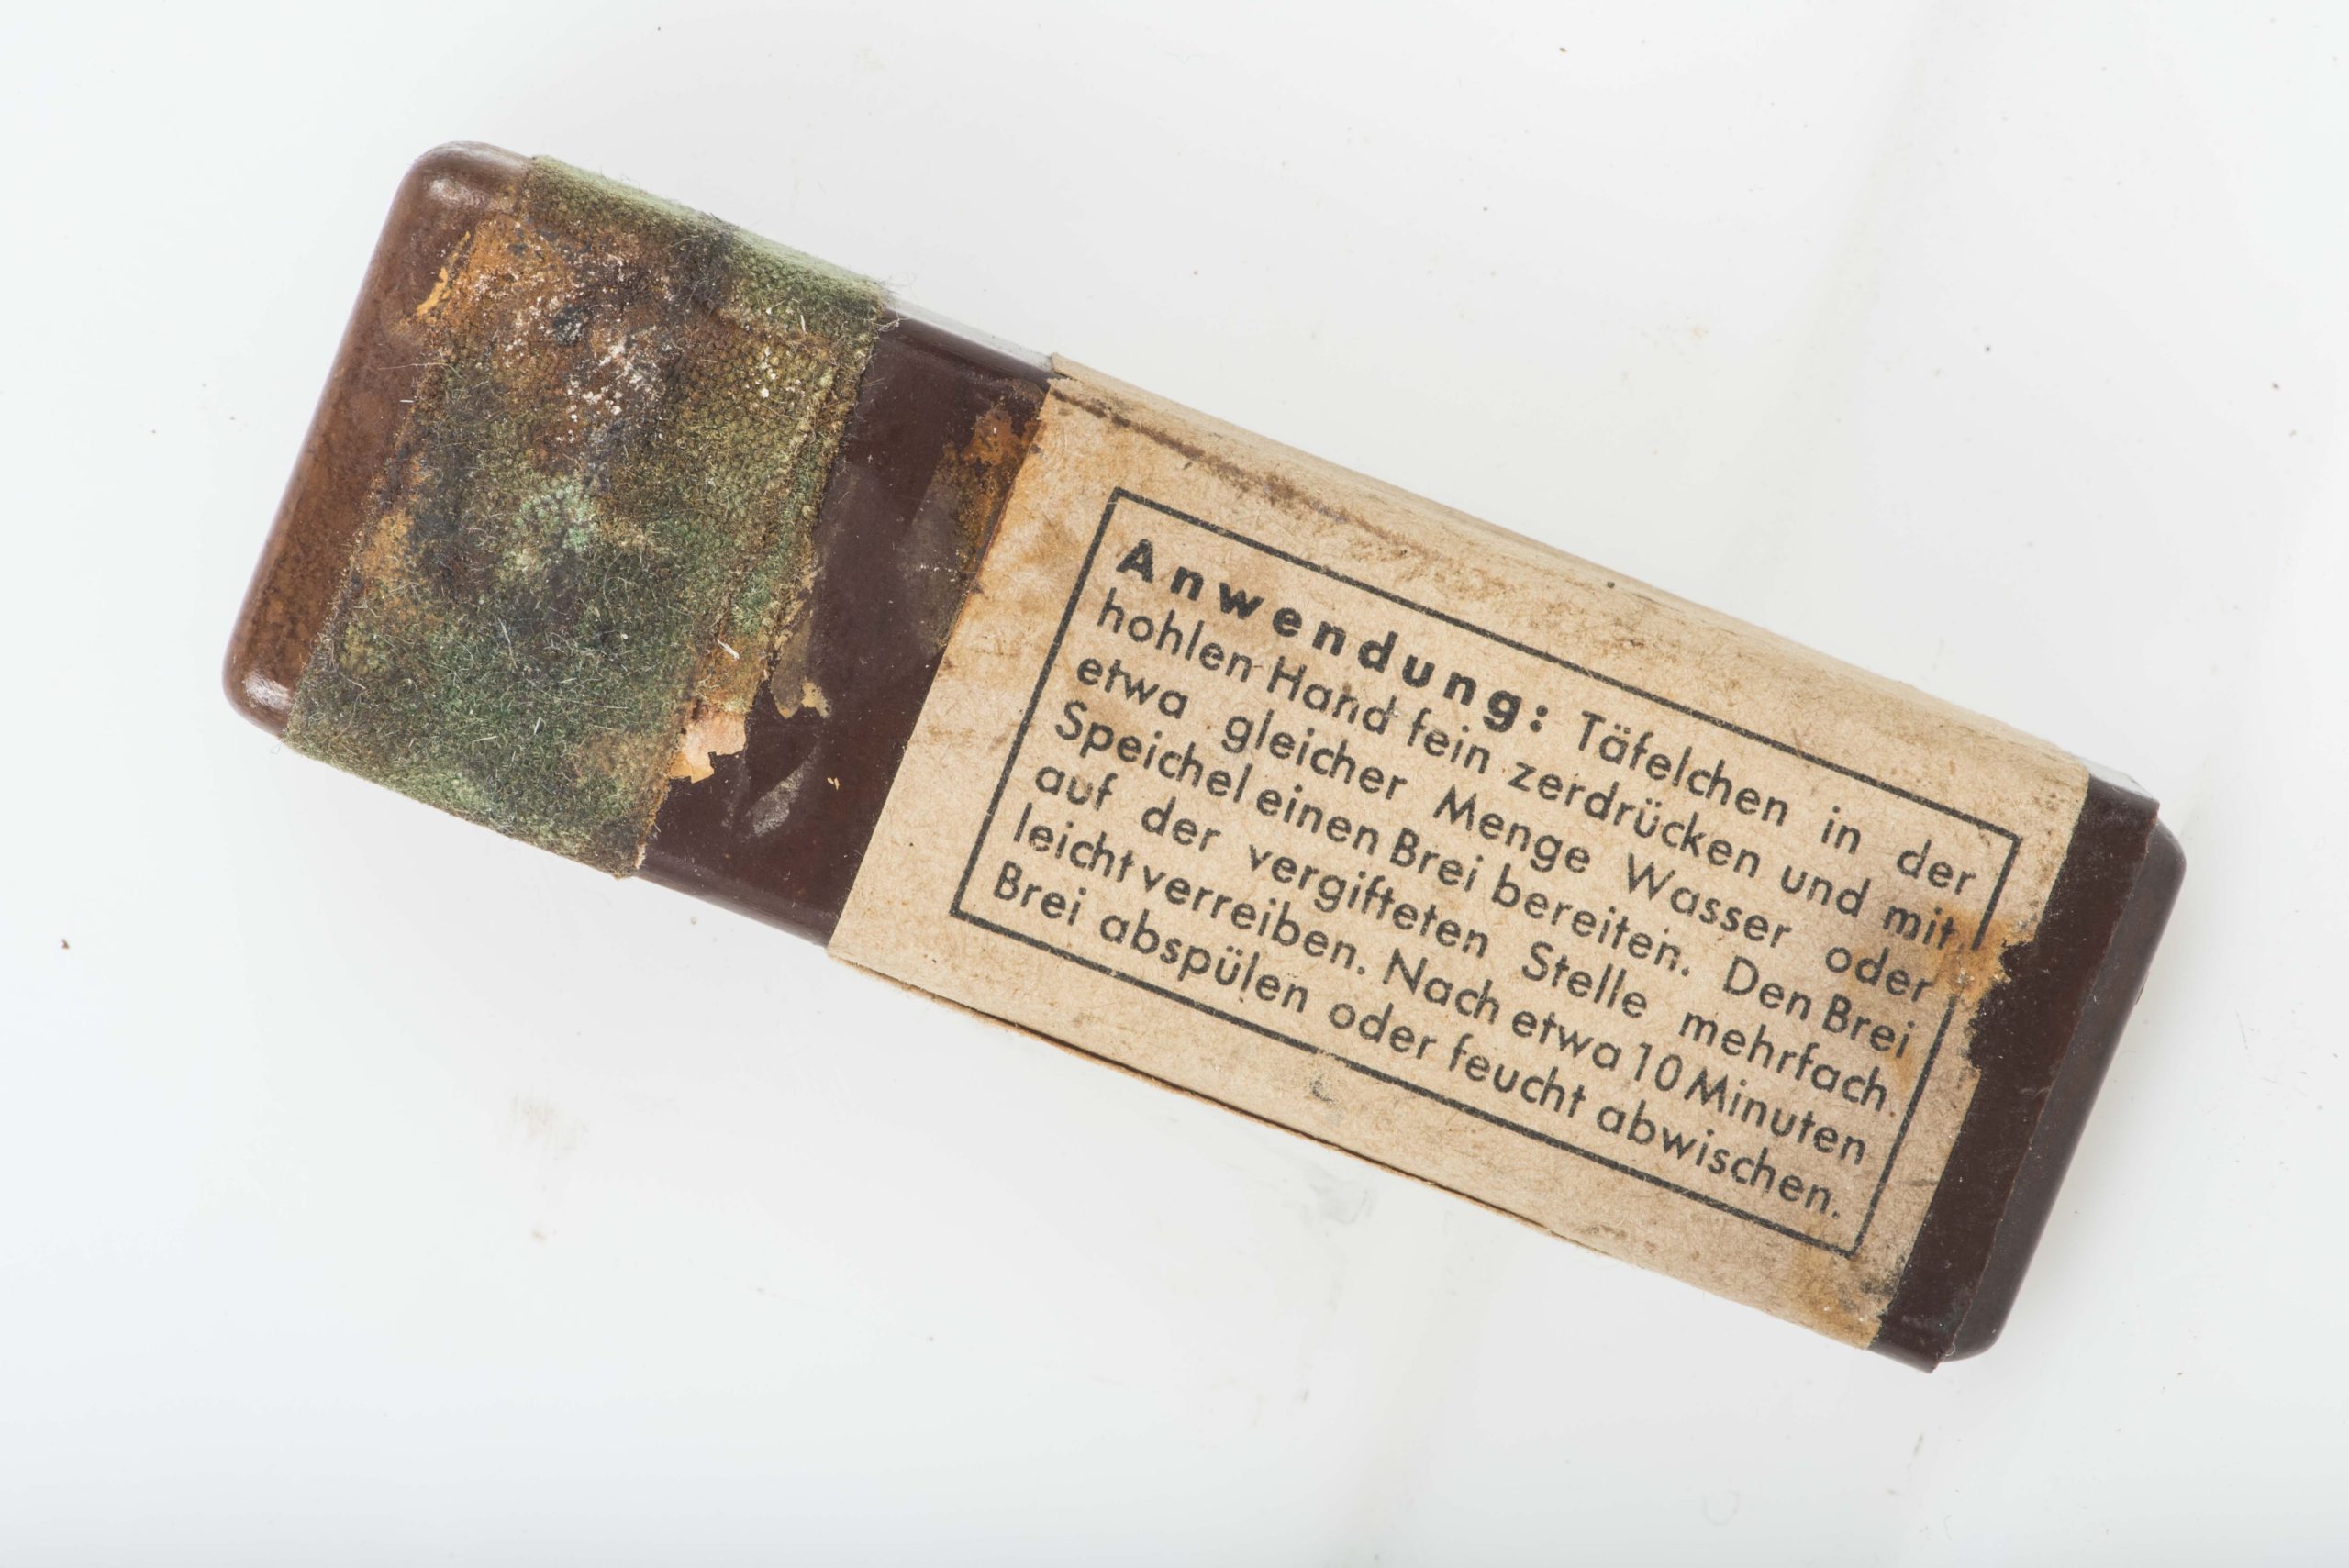 Anwendung: Täfelchen in der
hohlen Hand fein zerdrücken und mit
etwa gleicher Menge Wasser oder
Speichel einen Brei bereiten. Den Brei
auf der vergifteten Stelle mehrfach
leicht verreiben. Nach etwa 10 Minuten
Brei abspülen oder feucht abwischen.